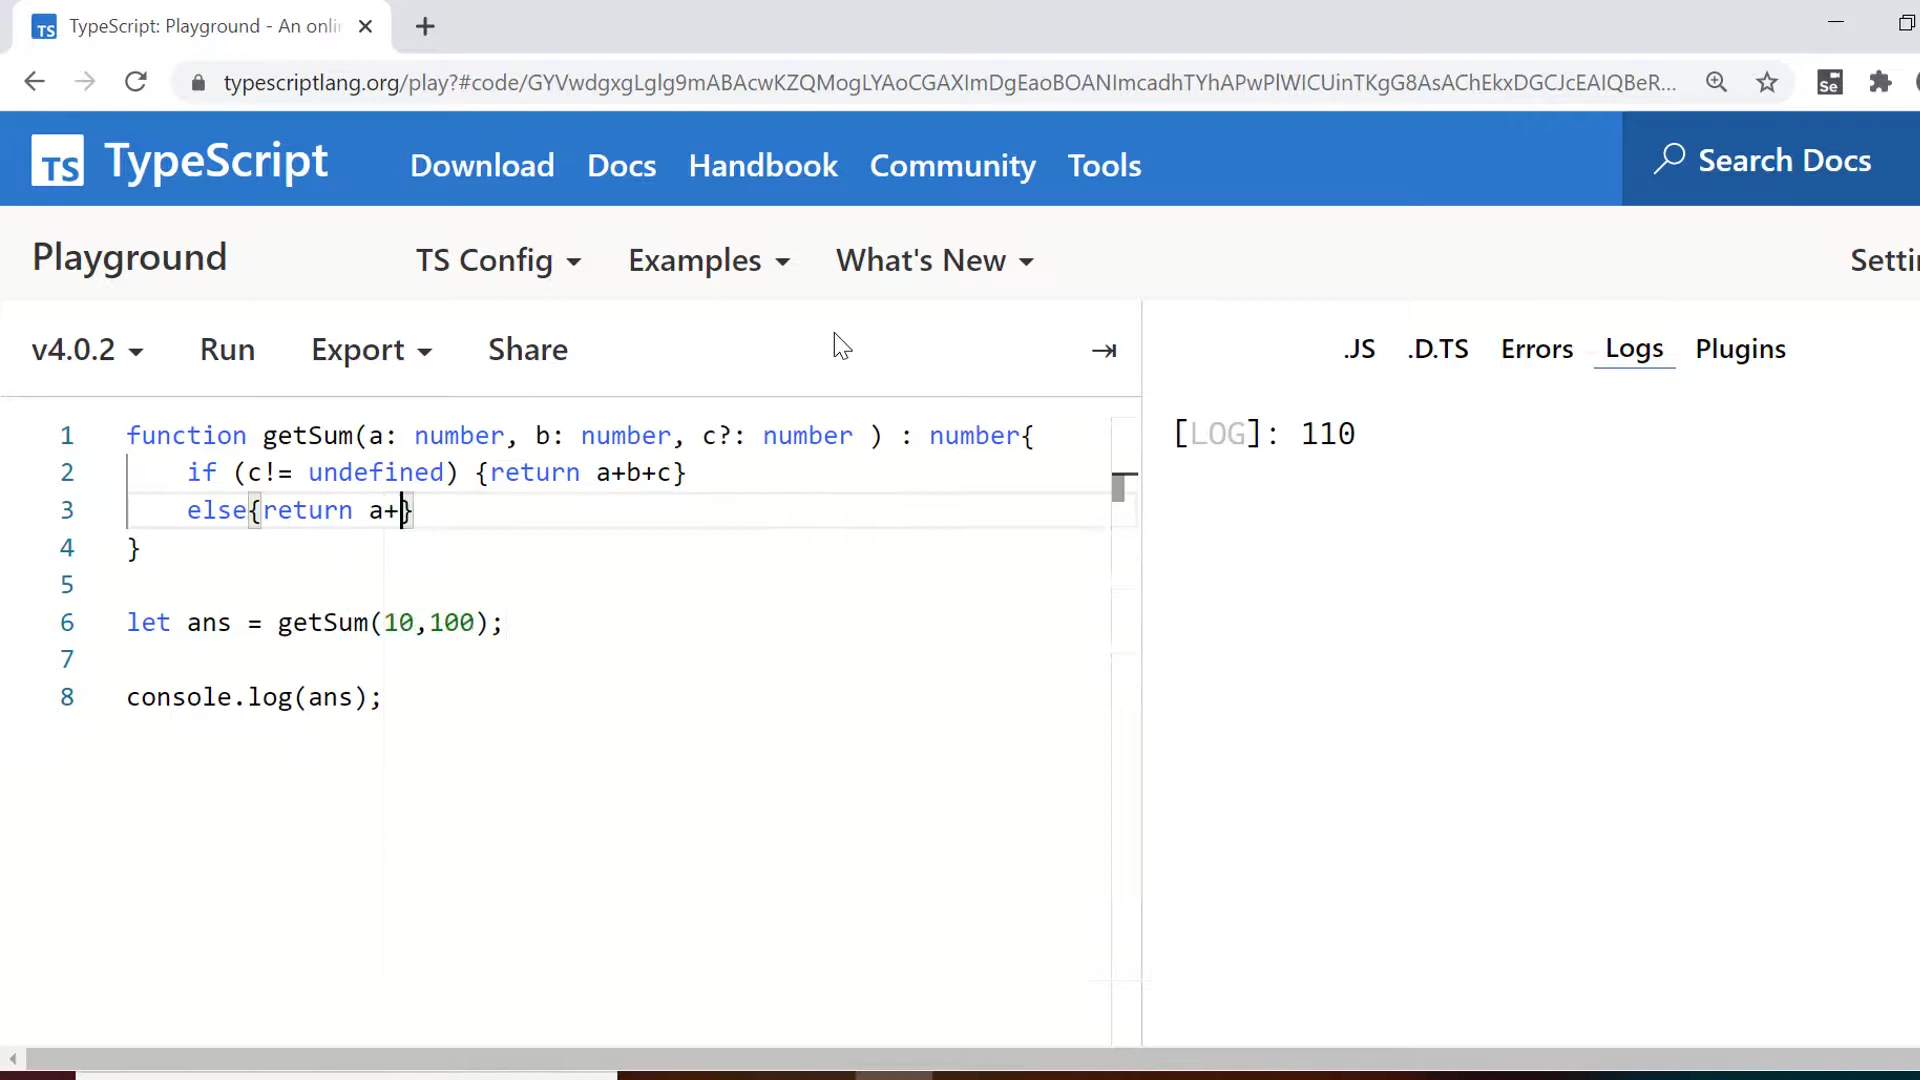 TS TypeScript: Playground - An onli
typescriptlang.org/play?#code/GYVwdgxgLglg9mABAcwKZQMogLYAoCGAXImDgEaoBOANImcadhTYhAPwPlWICUinTKgG8AsAChEkxDGCJcEAIQBeR...
Se
TS TypeScript Download Docs Handbook Community Tools Search Docs
Playground TS Config Examples What's New Setti
v4.0.2 Run Export Share .JS .D.TS Errors Logs Plugins
1 function getSum(a: number, b: number, c?: number ) : number{
2 if (c!= undefined) {return a+b+c}
3 else{return a+}
4 }
5
6 let ans = getSum(10,100);
7
8 console.log(ans);
[LOG]: 110